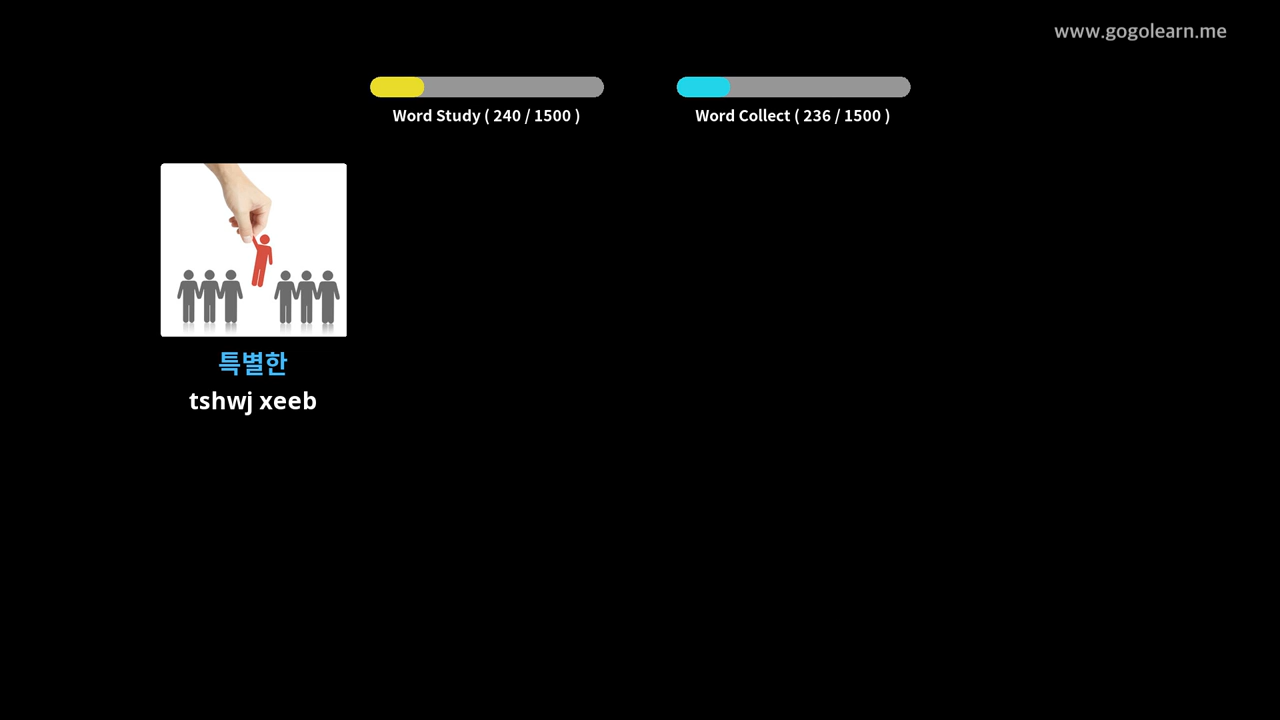 www.gogolearn.me
Word Study ( 240 / 1500 )
Word Collect ( 236 / 1500 )
특별한
tshwj xeeb